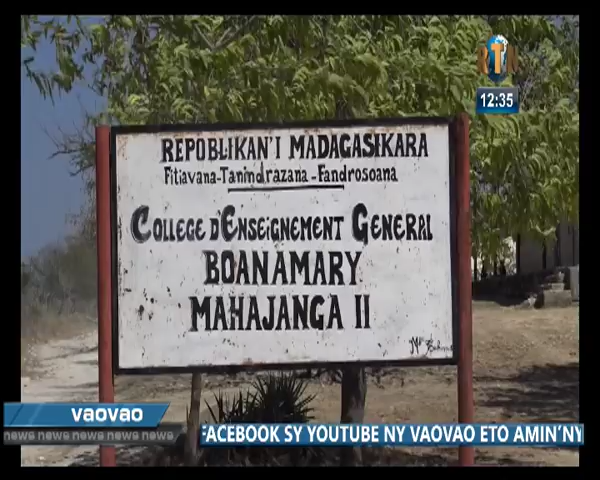 RTA
12:35
REPOBLIKAN'I MADAGASIKARA
Fitiavana-Tanindrazana-Fandrosoana
COLLEGE D'ENSEIGNEMENT GENERAL
BOANAMARY
MAHAJANGA II
vaovao
news news news news news
FACEBOOK SY YOUTUBE NY VAOVAO ETO AMIN'NY